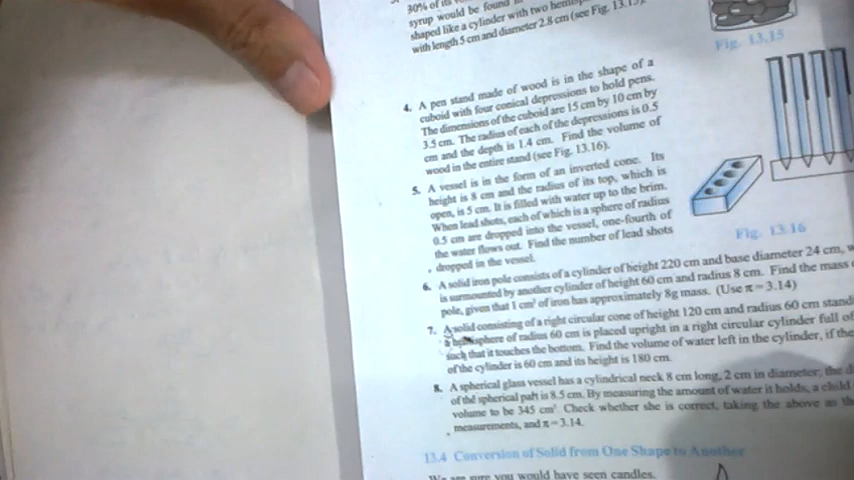 30% of its
syrup would be found
shaped like a cylinder with two
with length 5 cm and diameter 2.8 cm (see Fig. 13.15).
Fig. 13.15
4. A pen stand made of wood is in the shape of a
cuboid with four conical depressions to hold pens.
The dimensions of the cuboid are 15 cm by 10 cm by
3.5 cm. The radius of each of the depressions is 0.5
cm and the depth is 1.4 cm. Find the volume of
wood in the entire stand (see Fig. 13.16).
5. A vessel is in the form of an inverted cone. Its
height is 8 cm and the radius of its top, which is
open, is 5 cm. It is filled with water up to the brim.
When lead shots, each of which is a sphere of radius
0.5 cm are dropped into the vessel, one-fourth of
the water flows out. Find the number of lead shots
dropped in the vessel.
Fig. 13.16
6. A solid iron pole consists of a cylinder of height 220 cm and base diameter 24 cm, w
is surmounted by another cylinder of height 60 cm and radius 8 cm. Find the mass
pole, given that 1 cm³ of iron has approximately 8g mass. (Use π = 3.14)
7. A solid consisting of a right circular cone of height 120 cm and radius 60 cm standi
a hemisphere of radius 60 cm is placed upright in a right circular cylinder full of
such that it touches the bottom. Find the volume of water left in the cylinder, if the
of the cylinder is 60 cm and its height is 180 cm.
8. A spherical glass vessel has a cylindrical neck 8 cm long, 2 cm in diameter; the d
of the spherical part is 8.5 cm. By measuring the amount of water it holds, a child
volume to be 345 cm³. Check whether she is correct, taking the above as th
measurements, and π = 3.14.
13.4 Conversion of Solid from One Shape to Another
We are sure you would have seen candles.